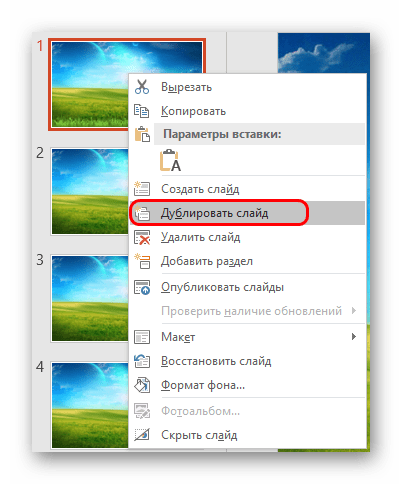 1
Вырезать
Копировать
Параметры вставки:
A
2
Создать слайд
Дублировать слайд
Удалить слайд
Добавить раздел
3
Опубликовать слайды
Проверить наличие обновлений
Макет
Восстановить слайд
4
Формат фона...
Фотоальбом...
Скрыть слайд